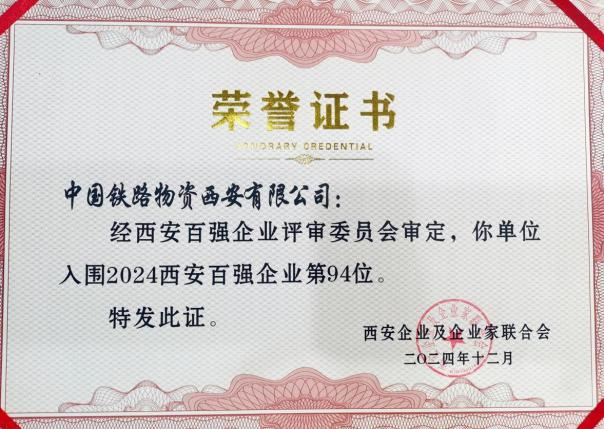 荣誉证书
HONORARY CREDENTIAL
中国铁路物资西安有限公司：
经西安百强企业评审委员会审定，你单位
入围2024西安百强企业第94位。
特发此证。
西安企业及企业家联合会
二〇二四年十二月